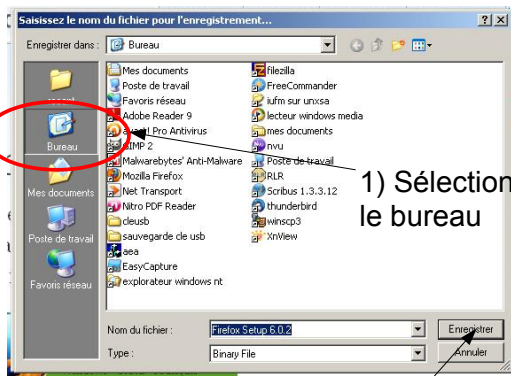 Saisissez le nom du fichier pour l'enregistrement...
Enregistrer dans : Bureau
Bureau
Mes documents
Poste de travail
Favoris réseau
Mes documents
Poste de travail
Favoris réseau
Adobe Reader 9
avast! Pro Antivirus
GIMP 2
Malwarebytes' Anti-Malware
Mozilla Firefox
Net Transport
Nitro PDF Reader
cleusb
sauvegarde cle usb
aea
EasyCapture
explorateur windows nt
filezilla
FreeCommander
iufm sur unxsa
lecteur windows media
mes documents
nvu
Poste de travail
RLR
Scribus 1.3.3.12
thunderbird
winscp3
XnView
1) Sélection
le bureau
Nom du fichier : Firefox Setup 6.0.2 Enregistrer
Type : Binary File Annuler